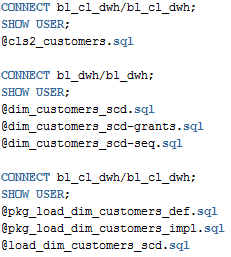 CONNECT bl_cl_dwh/bl_cl_dwh;
SHOW USER;
@cls2_customers.sql
CONNECT bl_dwh/bl_dwh;
SHOW USER;
@dim_customers_scd.sql
@dim_customers_scd-grants.sql
@dim_customers_scd-seq.sql
CONNECT bl_cl_dwh/bl_cl_dwh;
SHOW USER;
@pkg_load_dim_customers_def.sql
@pkg_load_dim_customers_impl.sql
@load_dim_customers_scd.sql